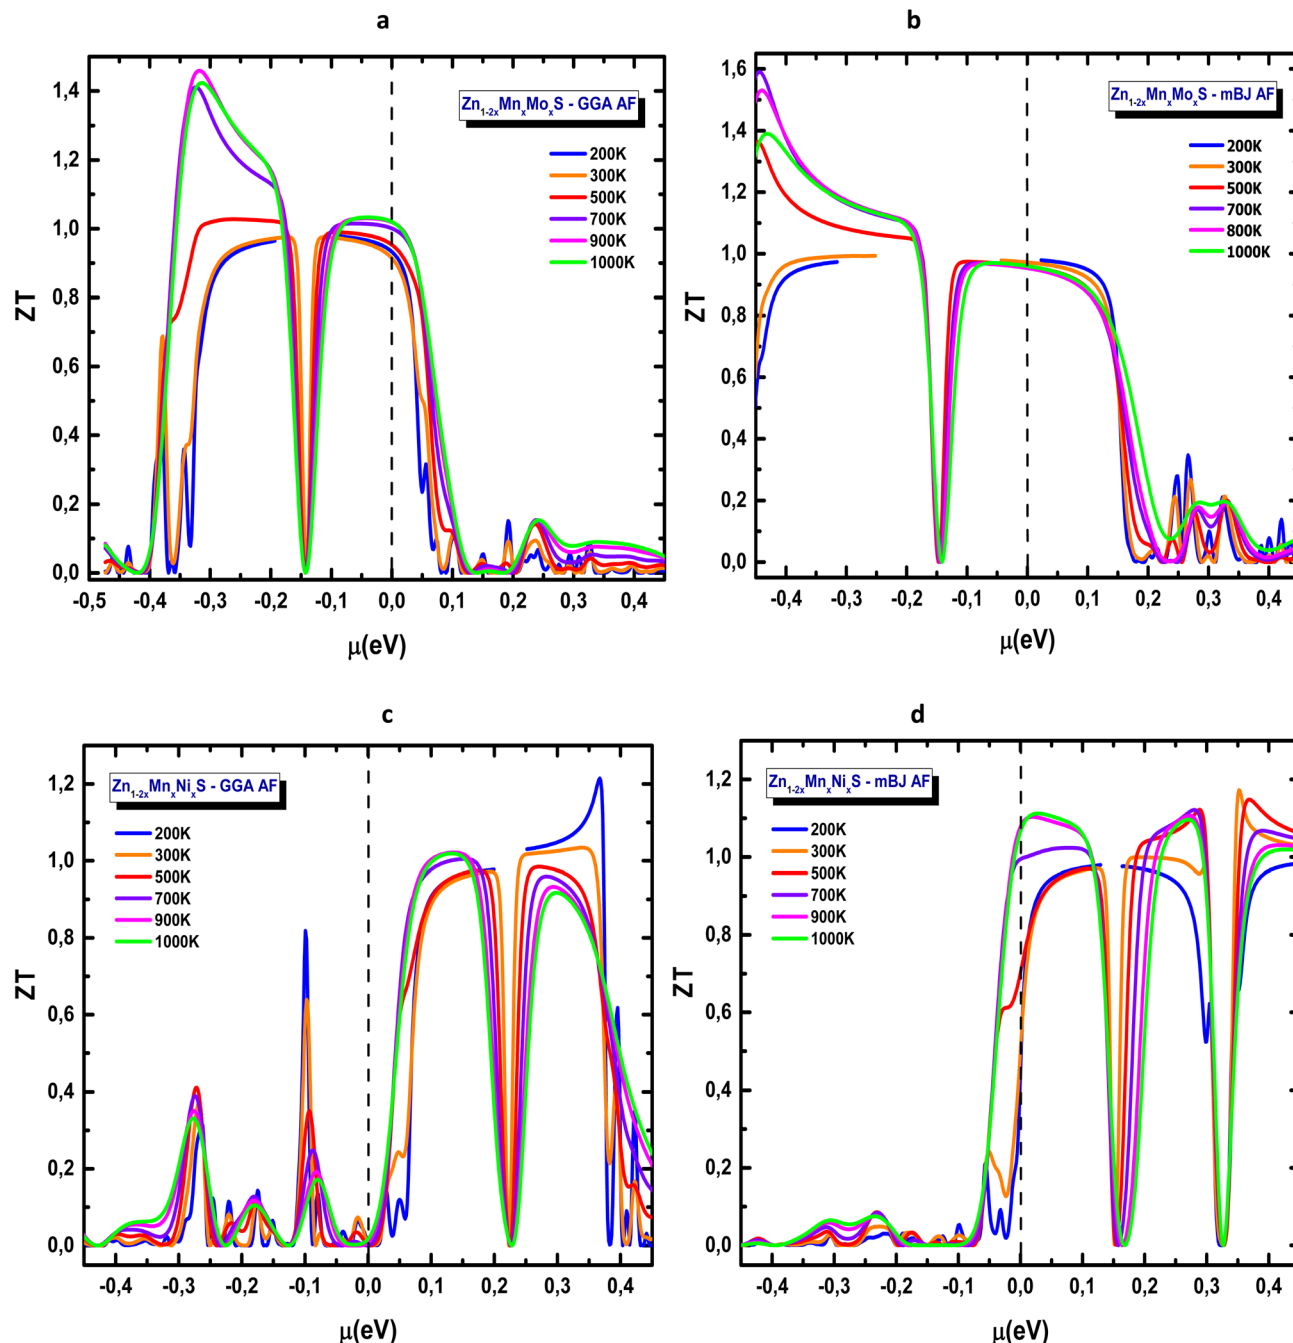 a
Zn1-2xMnxMoxS - GGA AF
200K
300K
500K
700K
900K
1000K
ZT
1,4
1,2
1,0
0,8
0,6
0,4
0,2
0,0
-0,5 -0,4 -0,3 -0,2 -0,1 0,0 0,1 0,2 0,3 0,4
μ(eV)
b
Zn1-2xMnxMoxS - mBJ AF
200K
300K
500K
700K
800K
1000K
ZT
1,6
1,4
1,2
1,0
0,8
0,6
0,4
0,2
0,0
-0,4 -0,3 -0,2 -0,1 0,0 0,1 0,2 0,3 0,4
μ(eV)
c
Zn1-2xMnxNixS - GGA AF
200K
300K
500K
700K
900K
1000K
ZT
1,2
1,0
0,8
0,6
0,4
0,2
0,0
-0,4 -0,3 -0,2 -0,1 0,0 0,1 0,2 0,3 0,4
μ(eV)
d
Zn1-2xMnxNixS - mBJ AF
200K
300K
500K
700K
900K
1000K
ZT
1,2
1,0
0,8
0,6
0,4
0,2
0,0
-0,4 -0,3 -0,2 -0,1 0,0 0,1 0,2 0,3 0,4
μ(eV)